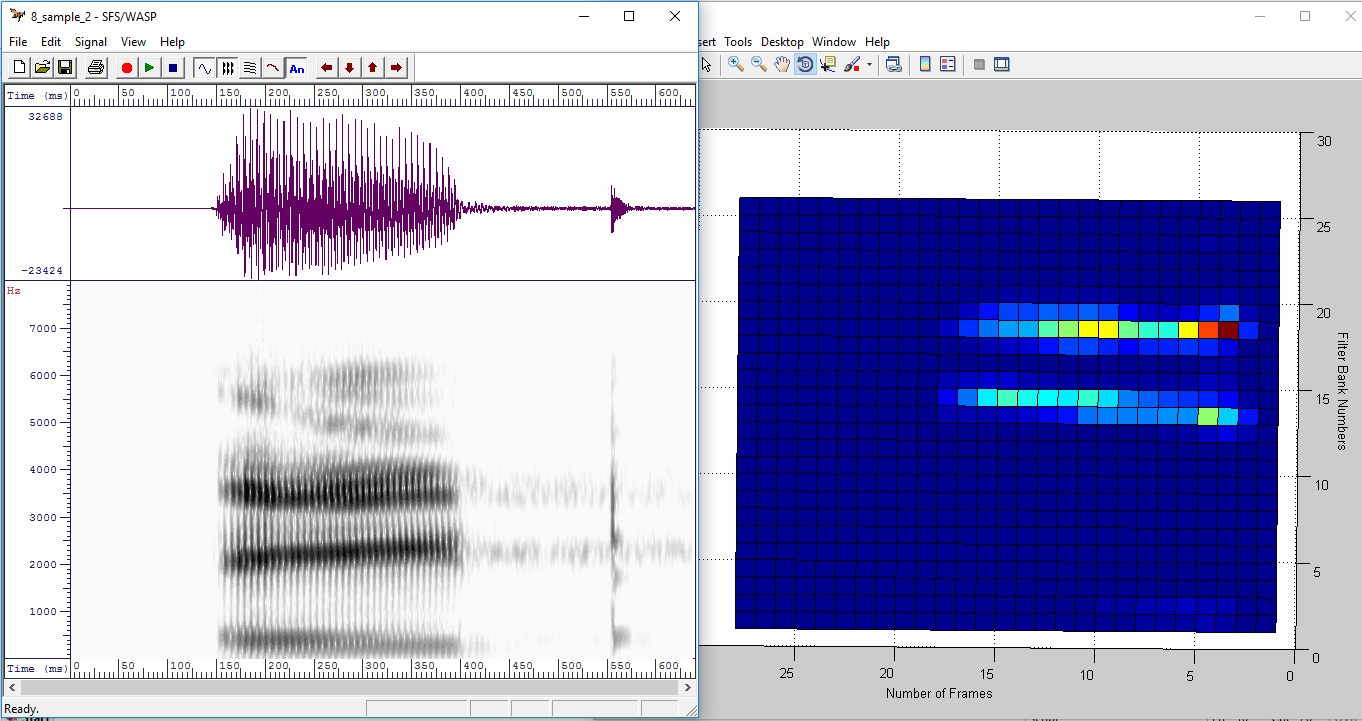 8_sample_2 - SFS/WASP
File Edit Signal View Help
An
Time (ms) 0 50 100 150 200 250 300 350 400 450 500 550 600
32688
-23424
Hz
7000
6000
5000
4000
3000
2000
1000
Time (ms) 0 50 100 150 200 250 300 350 400 450 500 550 600
Ready.
sert Tools Desktop Window Help
30
25
20
15
10
5
0
Filter Bank Numbers
25 20 15 10 5 0
Number of Frames